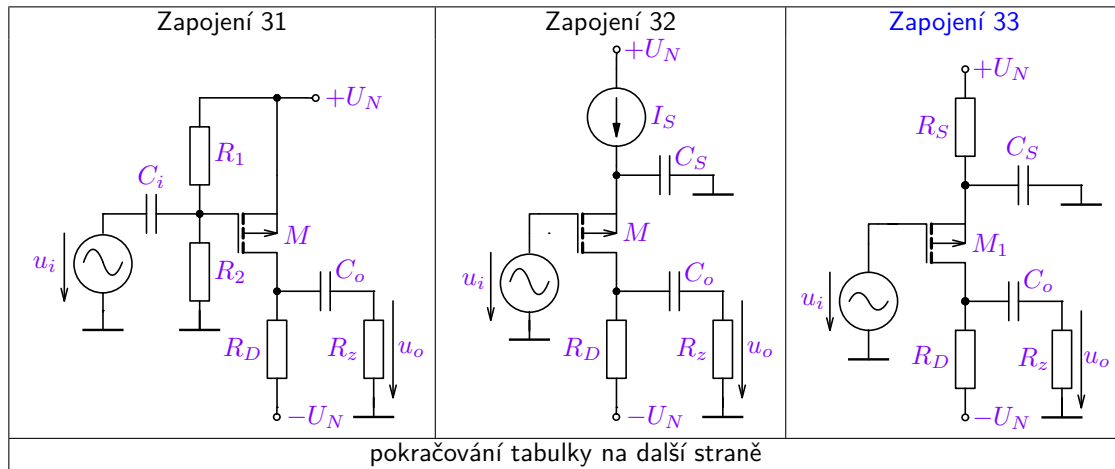 Zapojení 31
+U_N
R_1
C_i
M
u_i
R_2
C_o
R_D
R_z
u_o
−U_N
Zapojení 32
+U_N
I_S
C_S
M
u_i
C_o
R_D
R_z
u_o
−U_N
Zapojení 33
+U_N
R_S
C_S
M_1
u_i
C_o
R_D
R_z
u_o
−U_N
pokračování tabulky na další straně